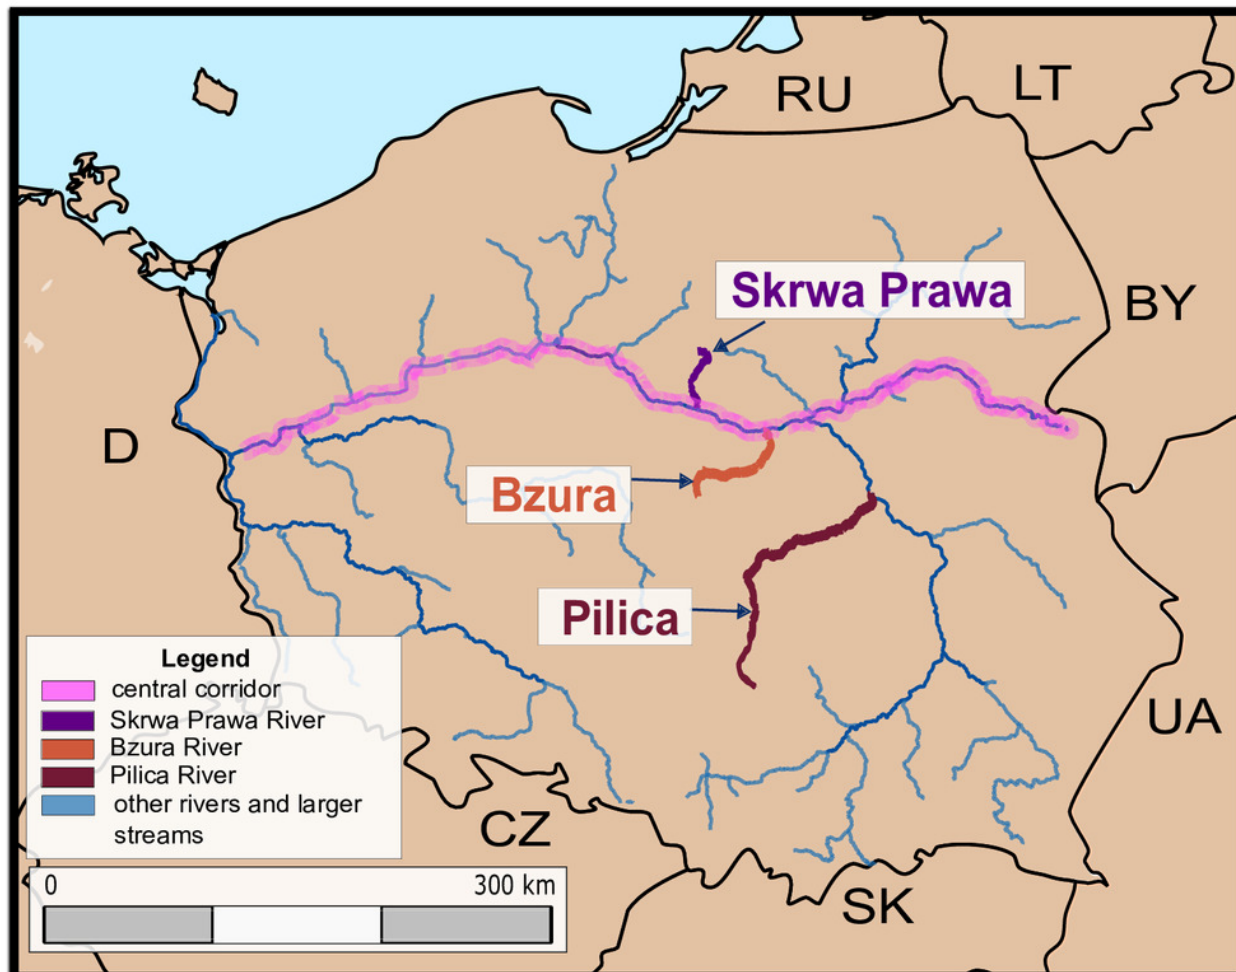 RU
LT
Skrwa Prawa
BY
D
Bzura
Pilica
UA
Legend
central corridor
Skrwa Prawa River
Bzura River
Pilica River
other rivers and larger
streams
CZ
SK
0 300 km